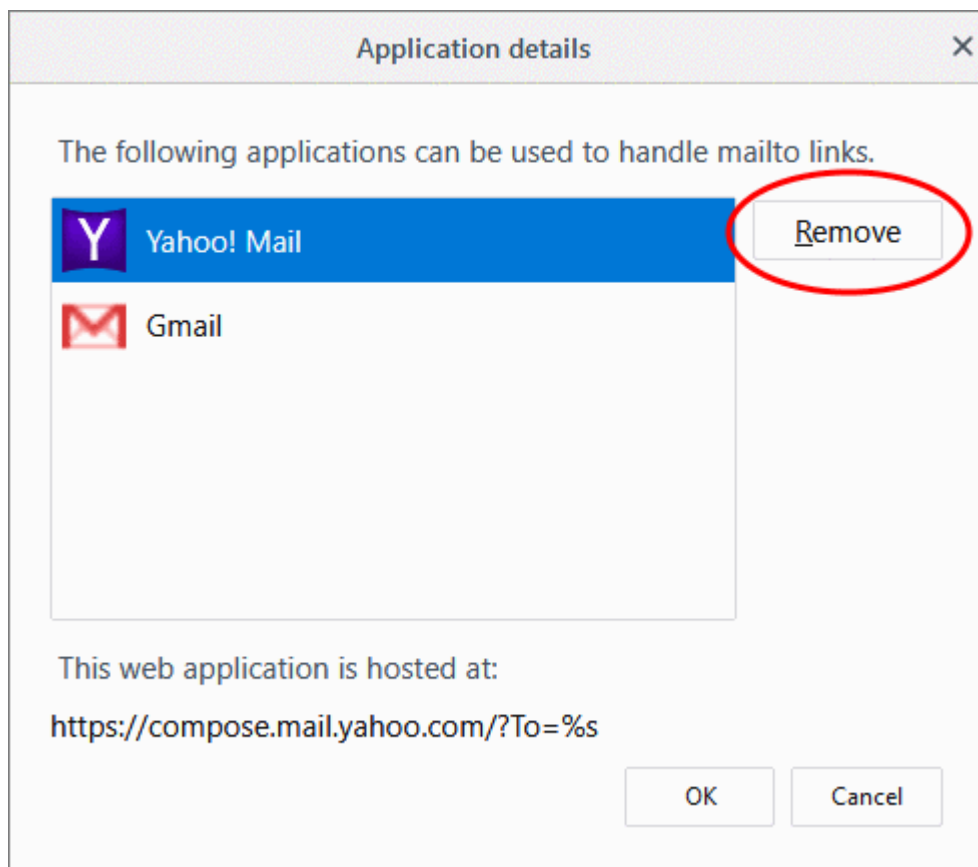 Application details
The following applications can be used to handle mailto links.
Y Yahoo! Mail
Remove
Gmail
This web application is hosted at:
https://compose.mail.yahoo.com/?To=%s
OK
Cancel